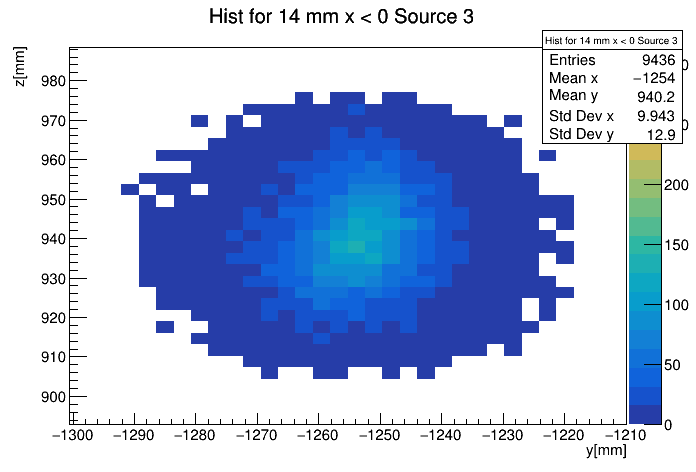 Hist for 14 mm x < 0 Source 3
Hist for 14 mm x < 0 Source 3
Entries 9436
Mean x −1254
Mean y 940.2
Std Dev x 9.943
Std Dev y 12.9
z[mm]
980
970
960
950
940
930
920
910
900
−1300 −1290 −1280 −1270 −1260 −1250 −1240 −1230 −1220 −1210
y[mm]
200
150
100
50
0